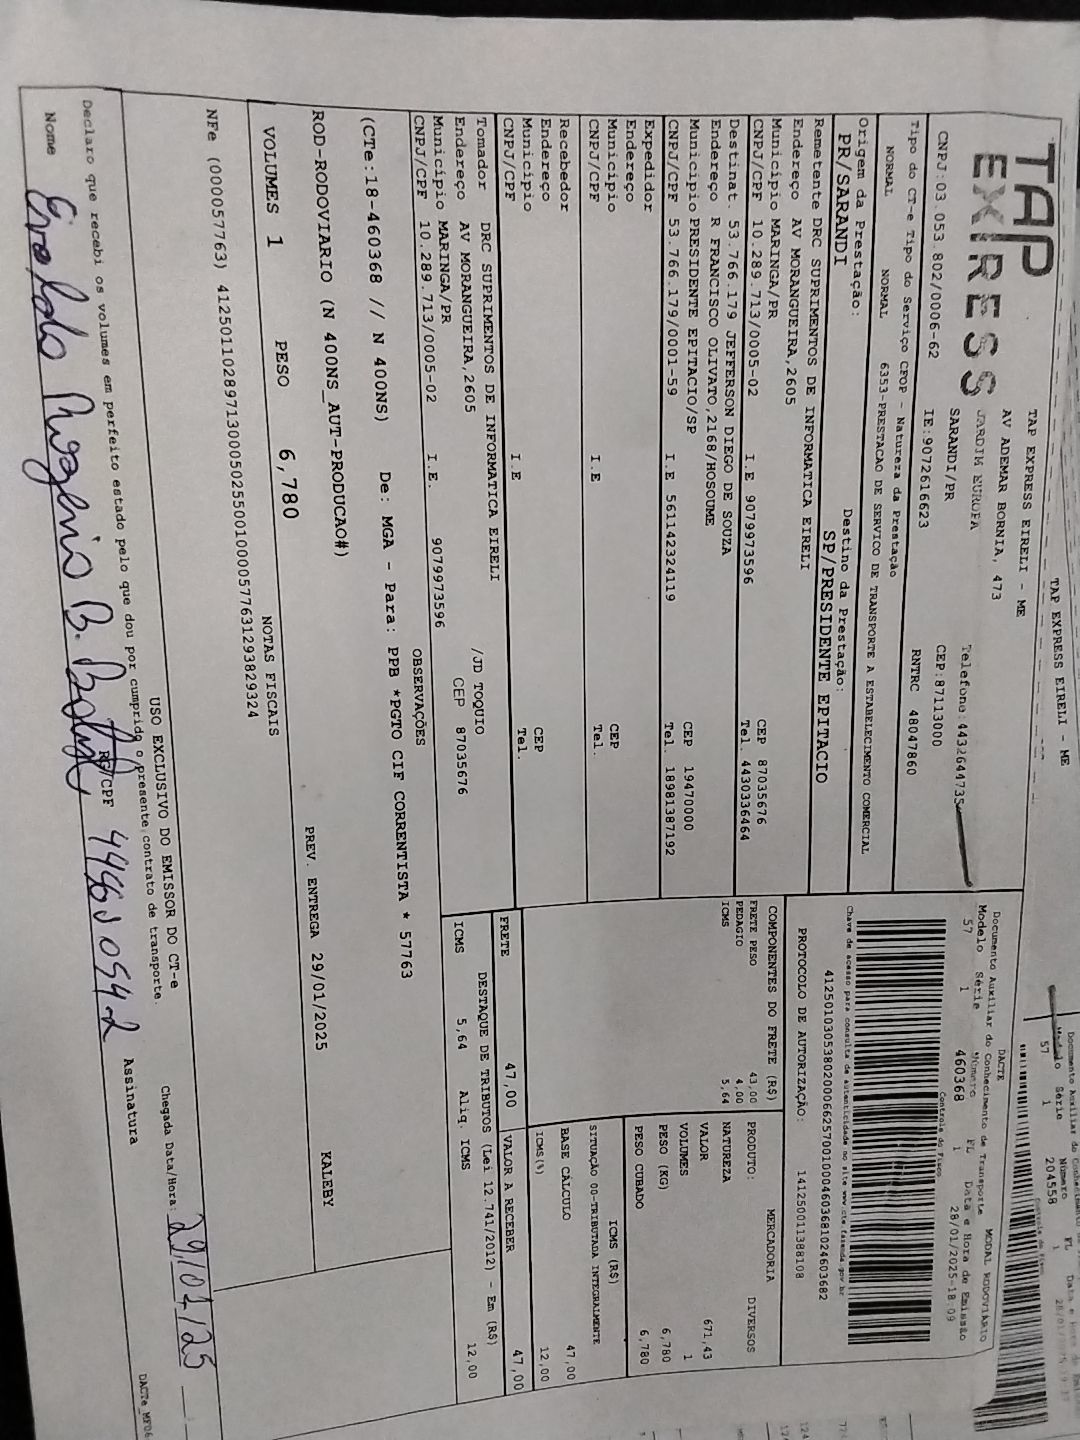 TAP EXPRESS EIRELI - ME
TAP EXPRESS
TAP EXPRESS EIRELI - ME
AV ADEMAR BORNIA, 473
JARDIM EUROPA Telefone: 4432644735
SARANDI/PR CEP:87113000
CNPJ:03.053.802/0006-62 IE:9072616623 RNTRC 48047860
Tipo do CT-e Tipo do Serviço CFOP - Natureza da Prestação
NORMAL NORMAL 6353-PRESTACAO DE SERVICO DE TRANSPORTE A ESTABELECIMENTO COMERCIAL
Origem da Prestação: Destino da Prestação:
PR/SARANDI SP/PRESIDENTE EPITACIO
Remetente DRC SUPRIMENTOS DE INFORMATICA EIRELI
Endereço AV MORANGUEIRA,2605
Município MARINGA/PR CEP 87035676
CNPJ/CPF 10.289.713/0005-02 I.E 9079973596 Tel. 4430336464
Destinat. 53.766.179 JEFFERSON DIEGO DE SOUZA
Endereço R FRANCISCO OLIVATO,2168/HOSOUME
Município PRESIDENTE EPITACIO/SP CEP 19470000
CNPJ/CPF 53.766.179/0001-59 I.E 561142324119 Tel. 18981387192
Expedidor
Endereço
Município CEP
CNPJ/CPF I.E Tel.
Recebedor
Endereço
Município CEP
CNPJ/CPF I.E Tel.
Tomador DRC SUPRIMENTOS DE INFORMATICA EIRELI
Endereço AV MORANGUEIRA,2605 /JD TOQUIO
Município MARINGA/PR CEP 87035676
CNPJ/CPF 10.289.713/0005-02 I.E. 9079973596
Documento Auxiliar do
Modelo Série Número FL Data e
57 1 204558 1
DACTE
Documento Auxiliar do Conhecimento de Transporte MODAL RODOVIARIO
Modelo Série Número FL Data e Hora de Emissão
57 1 460368 1 28/01/2025-18:09
Controle do Fisco
Chave de acesso para consulta de autenticidade no site www.cte.fazenda.gov.br
41250103053802000662570010004603681024603682
PROTOCOLO DE AUTORIZAÇÃO: 141250011388108
COMPONENTES DO FRETE (R$)
FRETE PESO 43,00
PEDAGIO 4,00
ICMS 5,64
FRETE 47,00
PRODUTO: MERCADORIA
NATUREZA DIVERSOS
VALOR 671,43
VOLUMES 1
PESO (KG) 6,780
PESO CUBADO 6,780
ICMS (R$)
SITUAÇÃO 00-TRIBUTADA INTEGRALMENTE
BASE CÁLCULO 47,00
ICMS(%) 12,00
VALOR A RECEBER 47,00
DESTAQUE DE TRIBUTOS (Lei 12.741/2012) - Em (R$)
ICMS 5,64 Aliq. ICMS 12,00
OBSERVAÇÕES
(CTe:18-460368 // N 400NS) De: MGA - Para: PPB *PGTO CIF CORRENTISTA * 57763
ROD-RODOVIARIO (N 400NS_AUT-PRODUCAO#) PREV. ENTREGA 29/01/2025 KALEBY
VOLUMES 1 PESO 6,780 NOTAS FISCAIS
NFe (000057763) 41250110289713000502550010000577631293829324
USO EXCLUSIVO DO EMISSOR DO CT-e
Declaro que recebi os volumes em perfeito estado pelo que dou por cumprido o presente contrato de transporte.
Chegada Data/Hora: 29/01/25
Nome RG/CPF Assinatura
DACTe_MFD6